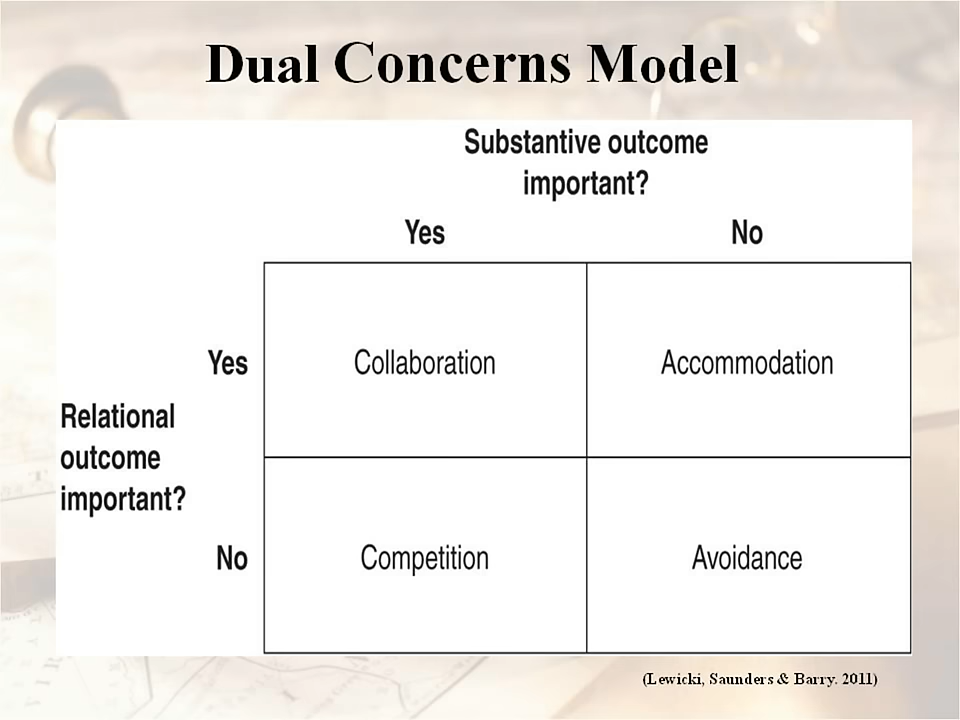 Dual Concerns Model
Substantive outcome
important?
Yes No
Yes Collaboration Accommodation
Relational
outcome
important?
No Competition Avoidance
(Lewicki, Saunders & Barry. 2011)